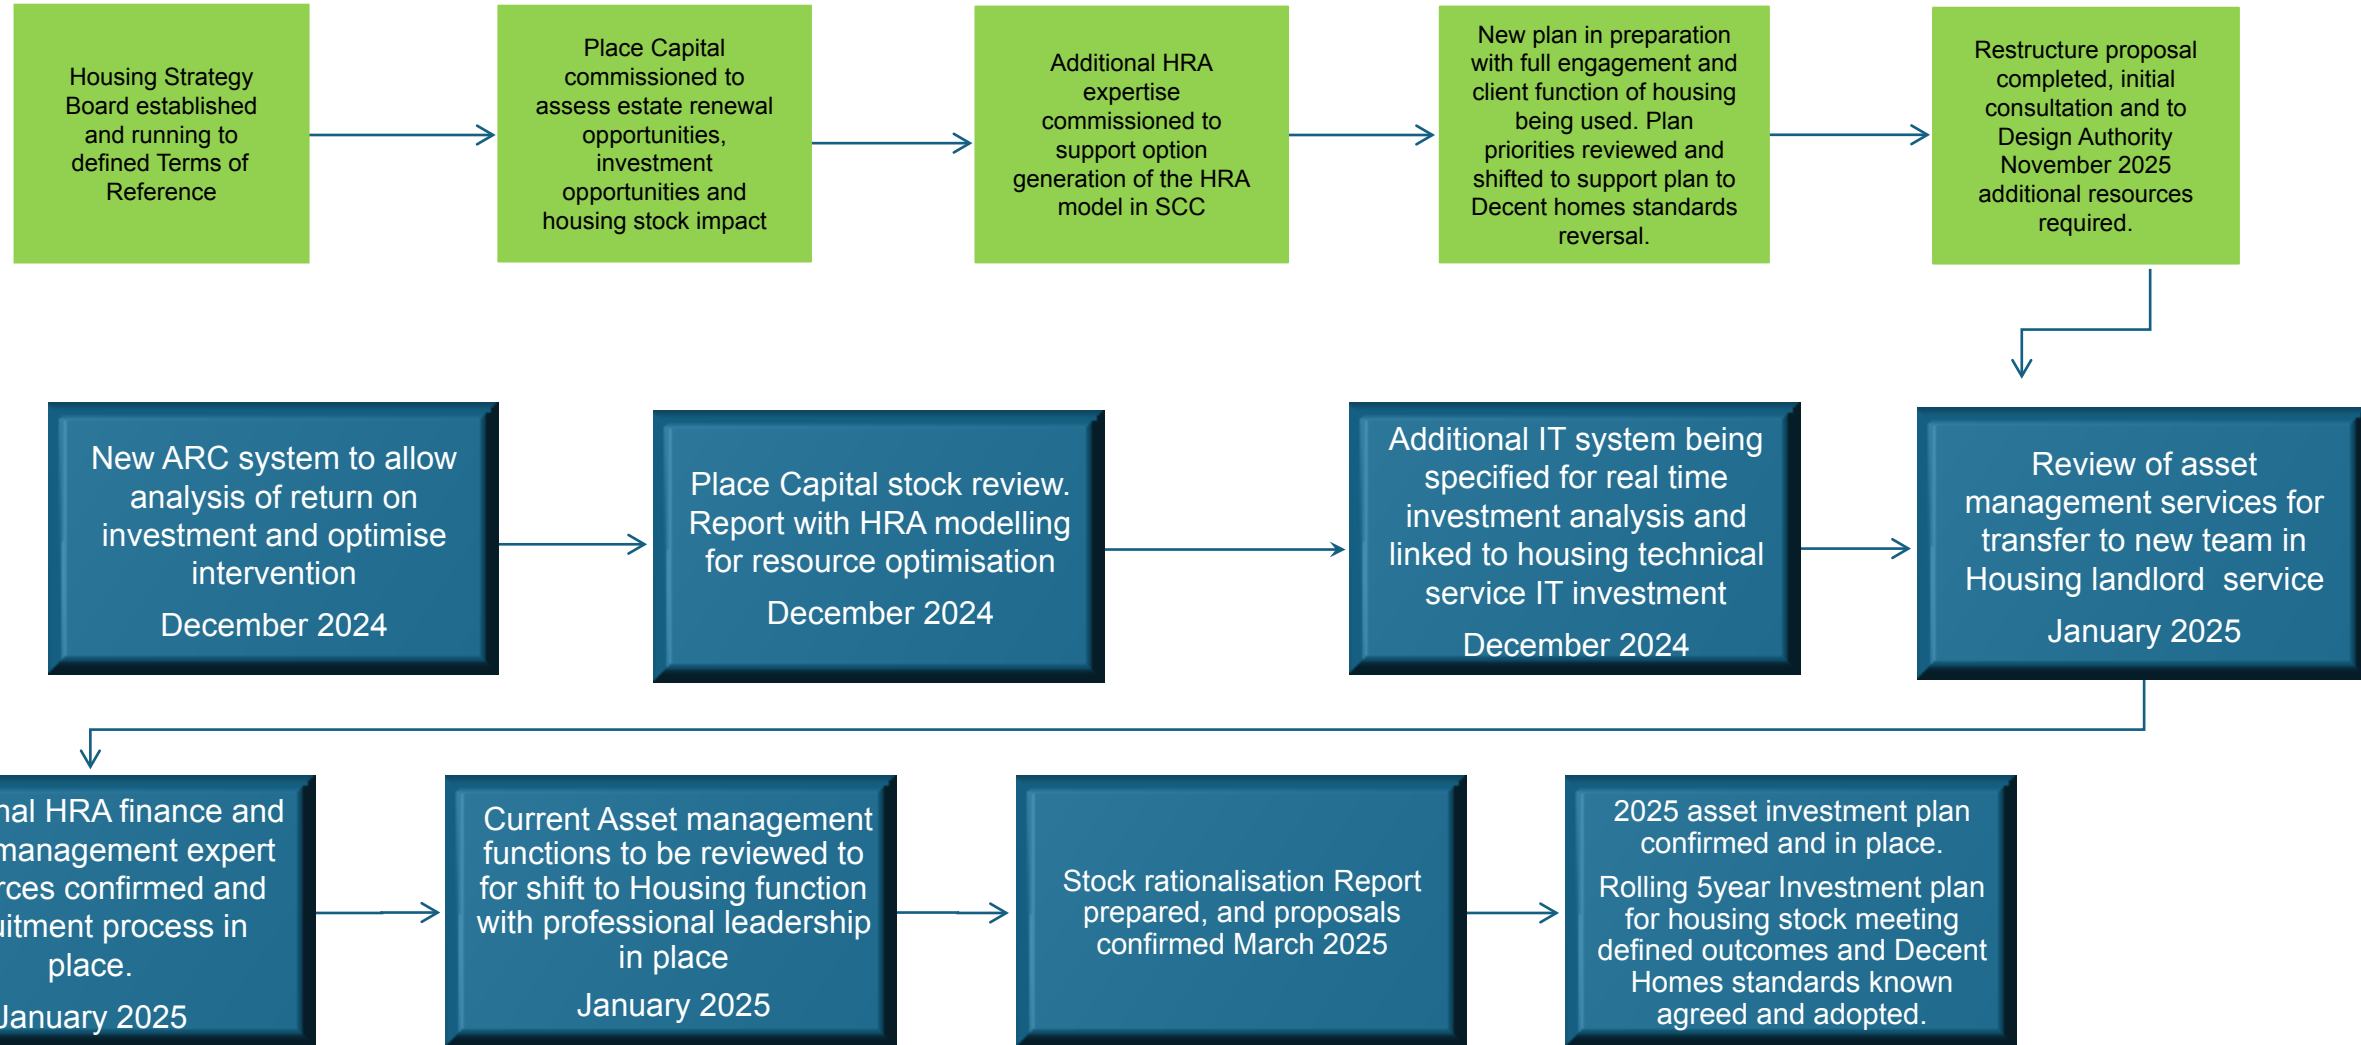 Housing Strategy
Board established
and running to
defined Terms of
Reference
Place Capital
commissioned to
assess estate renewal
opportunities,
investment
opportunities and
housing stock impact
Additional HRA
expertise
commissioned to
support option
generation of the HRA
model in SCC
New plan in preparation
with full engagement and
client function of housing
being used. Plan
priorities reviewed and
shifted to support plan to
Decent homes standards
reversal.
Restructure proposal
completed, initial
consultation and to
Design Authority
November 2025
additional resources
required.
New ARC system to allow
analysis of return on
investment and optimise
intervention
December 2024
Place Capital stock review.
Report with HRA modelling
for resource optimisation
December 2024
Additional IT system being
specified for real time
investment analysis and
linked to housing technical
service IT investment
December 2024
Review of asset
management services for
transfer to new team in
Housing landlord service
January 2025
HRA finance and
management expert
confirmed and
process in
place.
January 2025
Current Asset management
functions to be reviewed to
for shift to Housing function
with professional leadership
in place
January 2025
Stock rationalisation Report
prepared, and proposals
confirmed March 2025
2025 asset investment plan
confirmed and in place.
Rolling 5year Investment plan
for housing stock meeting
defined outcomes and Decent
Homes standards known
agreed and adopted.